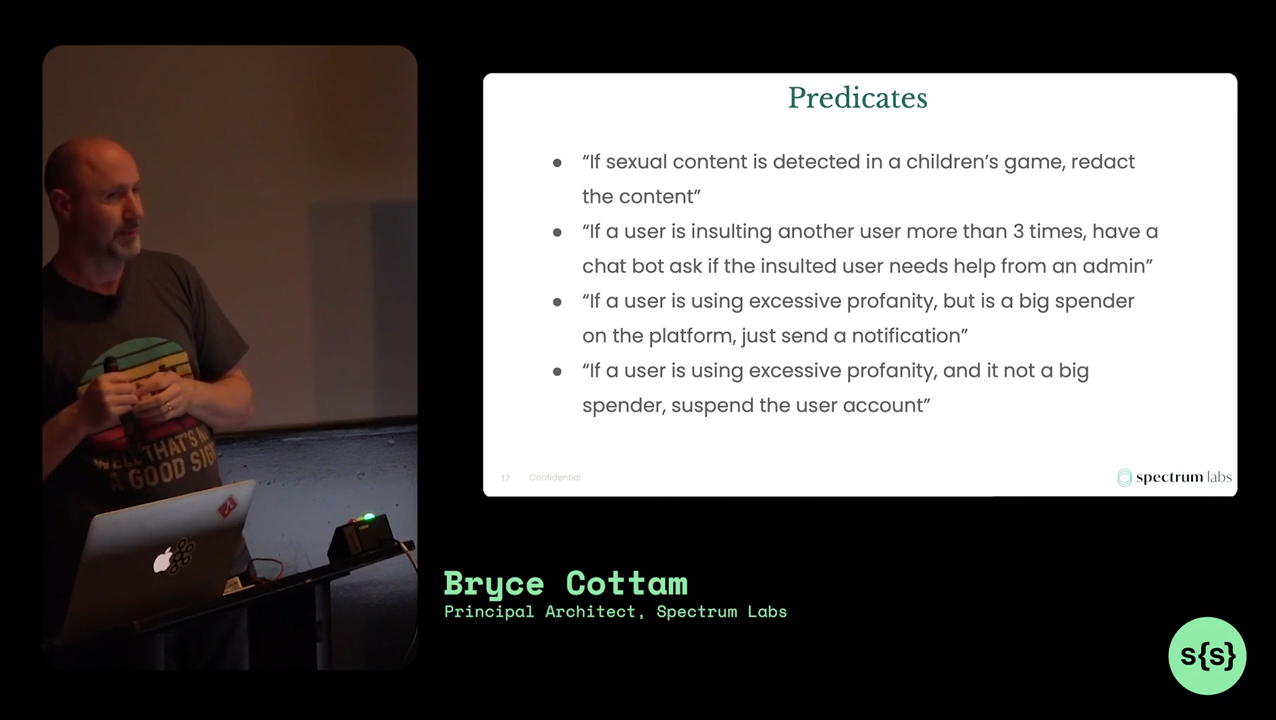 Predicates
● “If sexual content is detected in a children’s game, redact
the content”
● “If a user is insulting another user more than 3 times, have a
chat bot ask if the insulted user needs help from an admin”
● “If a user is using excessive profanity, but is a big spender
on the platform, just send a notification”
● “If a user is using excessive profanity, and it not a big
spender, suspend the user account”
17 Confidential
spectrum labs
WELL THAT'S
A GOOD SIG
Bryce Cottam
Principal Architect, Spectrum Labs
s{s}